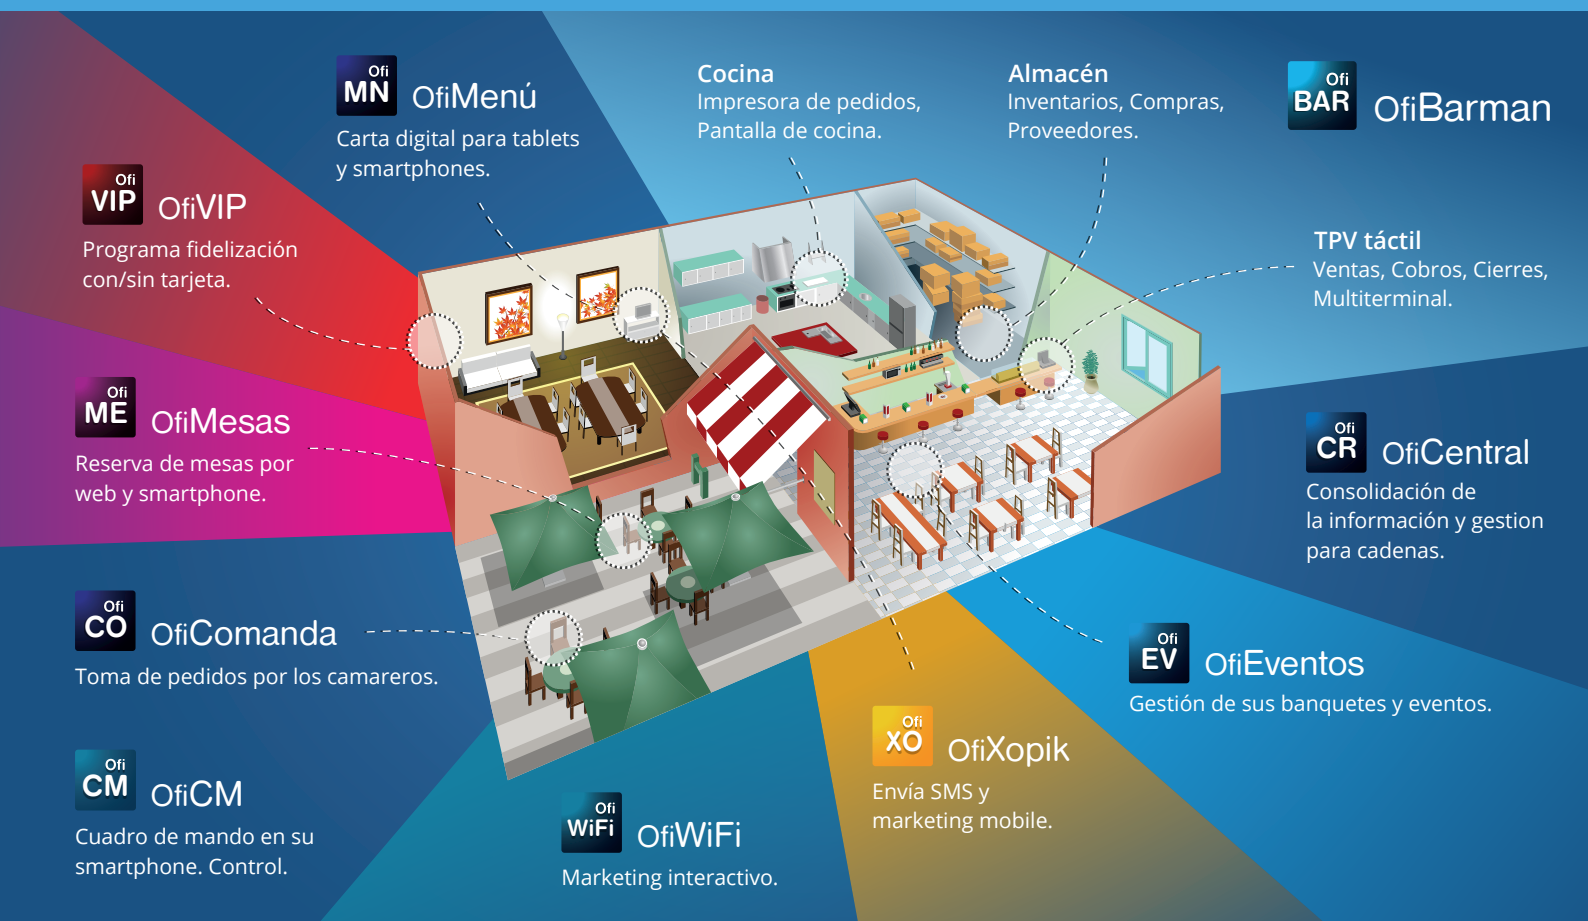 Ofi
MN
OfiMenú
Carta digital para tablets
y smartphones.
Cocina
Impresora de pedidos,
Pantalla de cocina.
Almacén
Inventarios, Compras,
Proveedores.
Ofi
BAR
OfiBarman
Ofi
VIP
OfiVIP
Programa fidelización
con/sin tarjeta.
TPV táctil
Ventas, Cobros, Cierres,
Multiterminal.
Ofi
ME
OfiMesas
Reserva de mesas por
web y smartphone.
Ofi
CR
OfiCentral
Consolidación de
la información y gestion
para cadenas.
Ofi
CO
OfiComanda
Toma de pedidos por los camareros.
Ofi
EV
OfiEventos
Gestión de sus banquetes y eventos.
Ofi
XO
OfiXopik
Envía SMS y
marketing mobile.
Ofi
CM
OfiCM
Cuadro de mando en su
smartphone. Control.
Ofi
WiFi
OfiWiFi
Marketing interactivo.